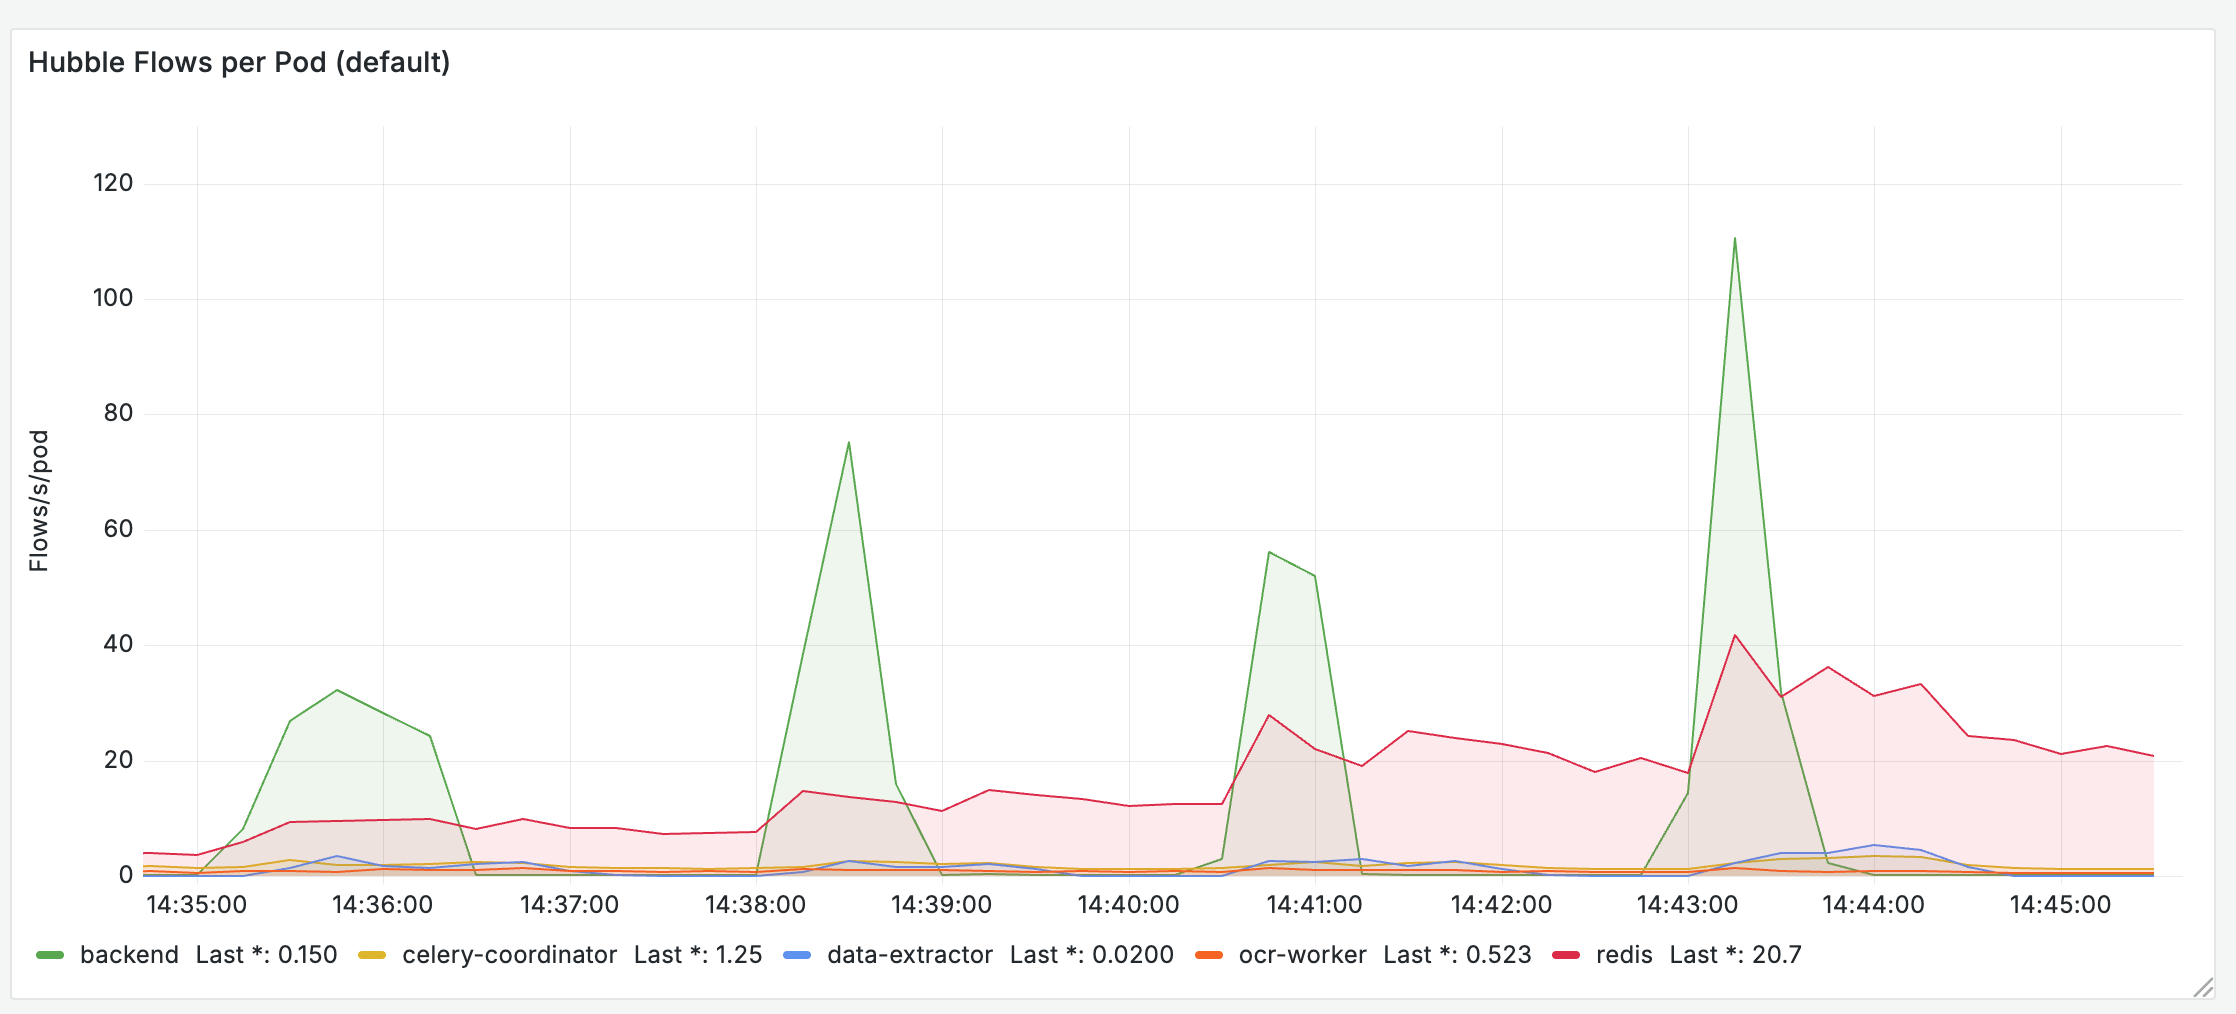 Hubble Flows per Pod (default)
Flows/s/pod
120
100
80
60
40
20
0
14:35:00 14:36:00 14:37:00 14:38:00 14:39:00 14:40:00 14:41:00 14:42:00 14:43:00 14:44:00 14:45:00
backend Last *: 0.150 celery-coordinator Last *: 1.25 data-extractor Last *: 0.0200 ocr-worker Last *: 0.523 redis Last *: 20.7